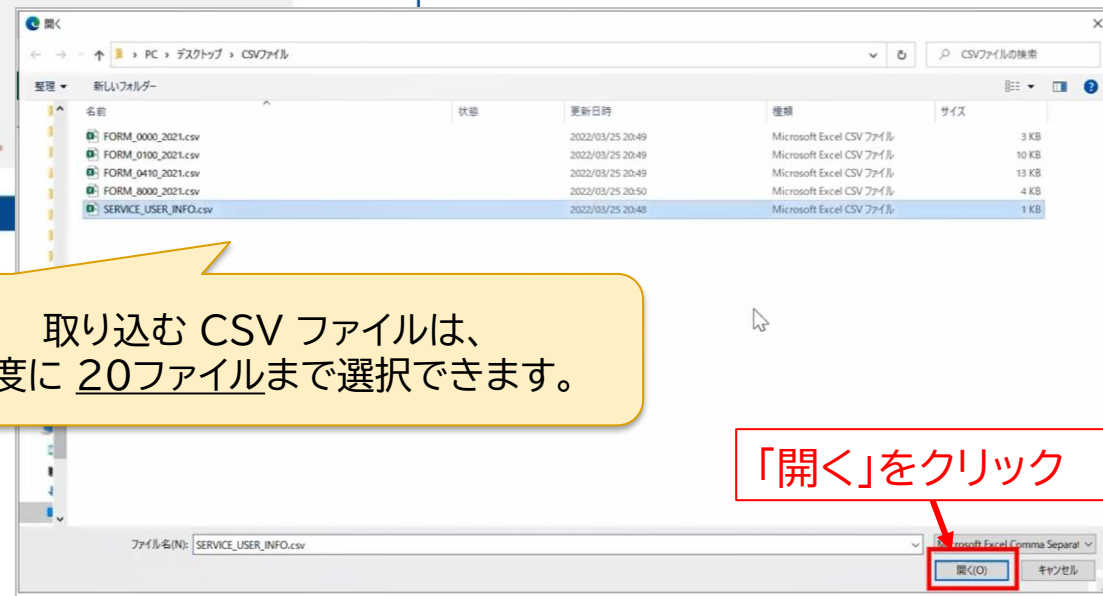 開く
PC › デスクトップ › CSVファイル
CSVファイルの検索
整理 新しいフォルダー
名前 状態 更新日時 種類 サイズ
FORM_0000_2021.csv 2022/03/25 20:49 Microsoft Excel CSV ファイル 3 KB
FORM_0100_2021.csv 2022/03/25 20:49 Microsoft Excel CSV ファイル 10 KB
FORM_0410_2021.csv 2022/03/25 20:49 Microsoft Excel CSV ファイル 13 KB
FORM_8000_2021.csv 2022/03/25 20:50 Microsoft Excel CSV ファイル 4 KB
SERVICE_USER_INFO.csv 2022/03/25 20:48 Microsoft Excel CSV ファイル 1 KB
取り込む CSV ファイルは、
度に 20ファイルまで選択できます。
「開く」をクリック
ファイル名(N): SERVICE_USER_INFO.csv
Microsoft Excel Comma Separat
開く(O) キャンセル